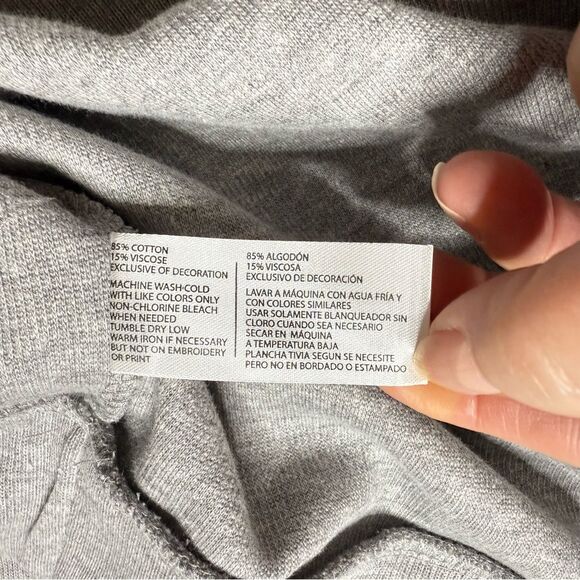 85% COTTON
15% VISCOSE
EXCLUSIVE OF DECORATION
MACHINE WASH-COLD
WITH LIKE COLORS ONLY
NON-CHLORINE BLEACH
WHEN NEEDED
TUMBLE DRY LOW
WARM IRON IF NECESSARY
BUT NOT ON EMBROIDERY
OR PRINT
85% ALGODÓN
15% VISCOSA
EXCLUSIVO DE DECORACIÓN
LAVAR A MÁQUINA CON AGUA FRÍA Y
CON COLORES SIMILARES
USAR SOLAMENTE BLANQUEADOR SIN
CLORO CUANDO SEA NECESARIO
SECAR EN MÁQUINA
A TEMPERATURA BAJA
PLANCHA TIVIA SEGUN SE NECESITE
PERO NO EN BORDADO O ESTAMPADO